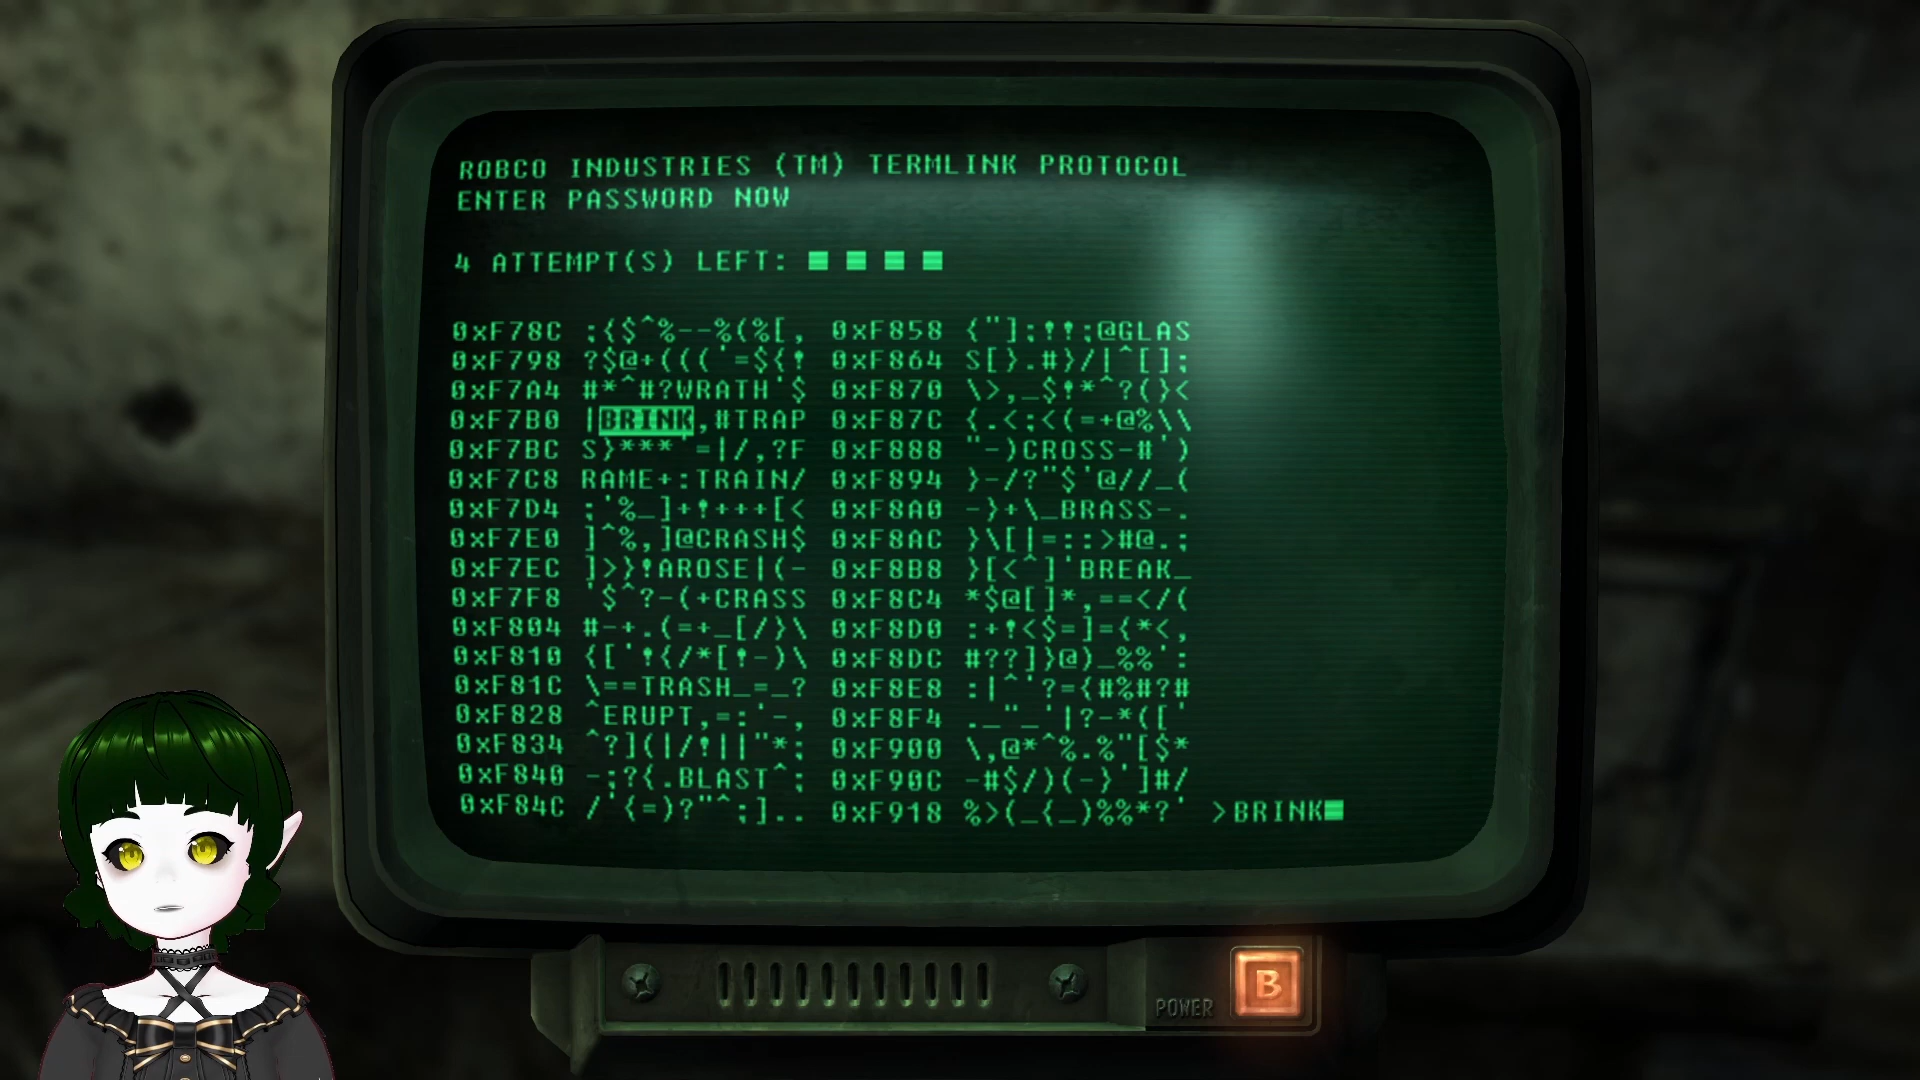 ROBCO INDUSTRIES (TM) TERMLINK PROTOCOL
ENTER PASSWORD NOW
4 ATTEMPT(S) LEFT: ■ ■ ■ ■
0xF78C ;{$^%--%(%[, 0xF858 {"];!!;@GLAS
0xF798 ?$@+((('=${! 0xF864 S[}.#}/|^[];
0xF7A4 #*^#?WRATH'$ 0xF870 \>,_$!*^?(}<
0xF7B0 |BRINK,#TRAP 0xF87C {.<;<(=+@%\\
0xF7BC S}***'=|/,?F 0xF888 "-)CROSS-#')
0xF7C8 RAME+:TRAIN/ 0xF894 }-/?"$'@//_(
0xF7D4 ;'%_]+!+++[< 0xF8A0 -}+\_BRASS-.
0xF7E0 ]^%,]@CRASH$ 0xF8AC }\[|=::>#@.;
0xF7EC ]>}!AROSE|(- 0xF8B8 }[<^]'BREAK_
0xF7F8 '$^?-(+CRASS 0xF8C4 *$@[]*,==</(
0xF804 #-+.(=+_[/}\ 0xF8D0 :+!<$=]={*<,
0xF810 {['!{/*[!-)\ 0xF8DC #??]}@)_%%':
0xF81C \==TRASH_=_? 0xF8E8 :|^'?={#%#?#
0xF828 ^ERUPT,=:'-, 0xF8F4 ._"_'|?-*(['
0xF834 ^?](|/!||"*; 0xF900 \,@*^%.%"[$*
0xF840 -;?{.BLAST^; 0xF90C -#$/)(-}']#/
0xF84C /'{=)?"^;].. 0xF918 %>(_{_)%%*?' >BRINK■
POWER B